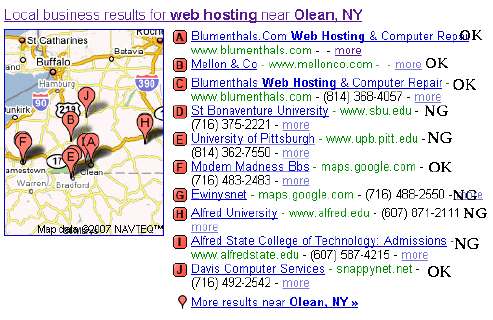 Local business results for web hosting near Olean, NY
St Catharines
Batavia
Buffalo
Hamburg
90
390
Dunkirk
219
J
B
H
F
17
I
A
E
Jamestown
Olean
Warren
Bradford
Map data ©2007 NAVTEQ™
A Blumenthals.Com Web Hosting & Computer Repair OK
www.blumenthals.com - - more
B Mollon & Co - www.mollonco.com - - more OK
C Blumenthals Web Hosting & Computer Repair - OK
www.blumenthals.com - (814) 368-4057 - more
D St Bonaventure University - www.sbu.edu - NG
(716) 375-2221 - more
E University of Pittsburgh - www.upb.pitt.edu - NG
(814) 362-7550 - more
F Modern Madness Bbs - maps.google.com - OK
(716) 483-2483 - more
G Ewinysnet - maps.google.com - (716) 488-2550 - more NG
H Alfred University - www.alfred.edu - (607) 871-2111 NG
- more
I Alfred State College of Technology: Admissions - NG
www.alfredstate.edu - (607) 587-4215 - more
J Davis Computer Services - snappynet.net - OK
(716) 492-2542 - more
More results near Olean, NY »